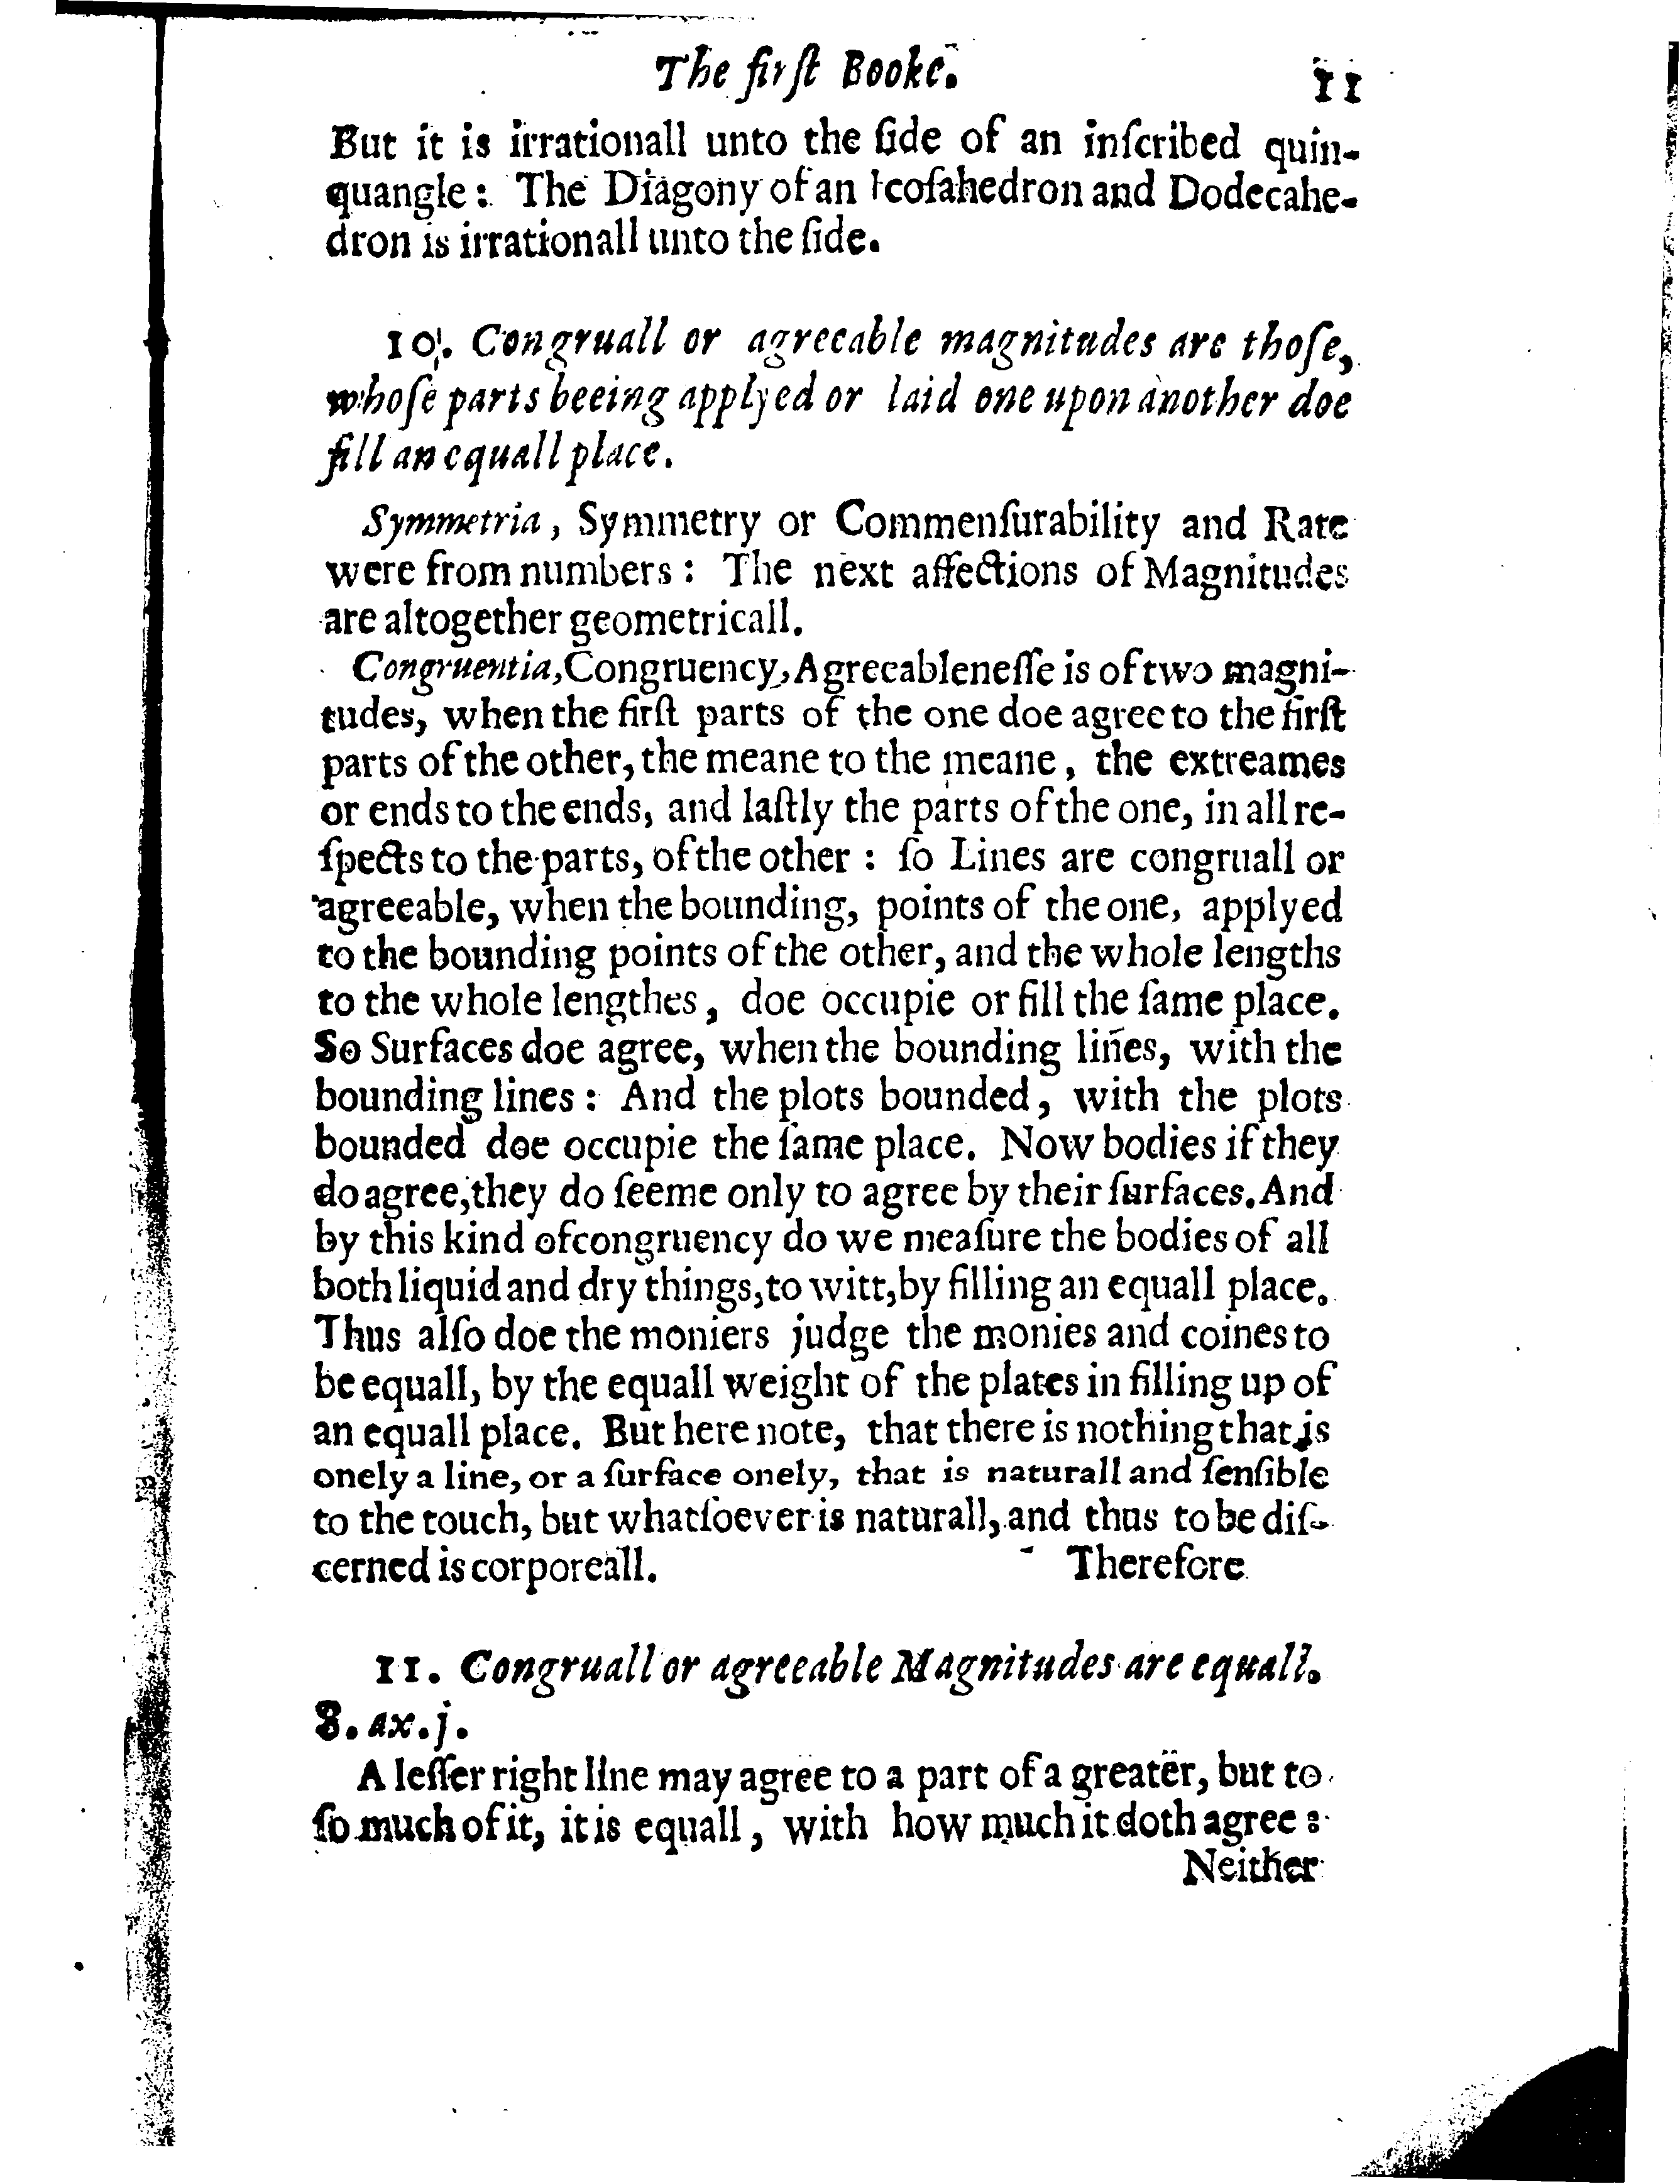 The firſt Booke. 11
But it is irrationall unto the ſide of an inſcribed quin-
quangle: The Diagony of an Icoſahedron and Dodecahe-
dron is irrationall unto the ſide.
10. Congruall or agreeable magnitudes are thoſe,
whoſe parts beeing applyed or laid one upon another doe
fill an equall place.
Symmetria, Symmetry or Commenſurability and Rate
were from numbers: The next affections of Magnitudes
are altogether geometricall.
Congruentia, Congruency, Agreeableneſſe is of two magni-
tudes, when the firſt parts of the one doe agree to the firſt
parts of the other, the meane to the meane, the extreames
or ends to the ends, and laſtly the parts of the one, in all re-
ſpects to the parts, of the other: ſo Lines are congruall or
agreeable, when the bounding, points of the one, applyed
to the bounding points of the other, and the whole lengths
to the whole lengthes, doe occupie or fill the ſame place.
So Surfaces doe agree, when the bounding lines, with the
bounding lines: And the plots bounded, with the plots
bounded doe occupie the ſame place. Now bodies if they
do agree, they do ſeeme only to agree by their ſurfaces. And
by this kind of congruency do we meaſure the bodies of all
both liquid and dry things, to witt, by filling an equall place.
Thus alſo doe the moniers judge the monies and coines to
be equall, by the equall weight of the plates in filling up of
an equall place. But here note, that there is nothing that is
onely a line, or a ſurface onely, that is naturall and ſenſible
to the touch, but whatſoever is naturall, and thus to be diſ-
cerned is corporeall. Therefore
11. Congruall or agreeable Magnitudes are equall.
8. ax. j.
A leſſer right line may agree to a part of a greater, but to
ſo much of it, it is equall, with how much it doth agree:
Neither